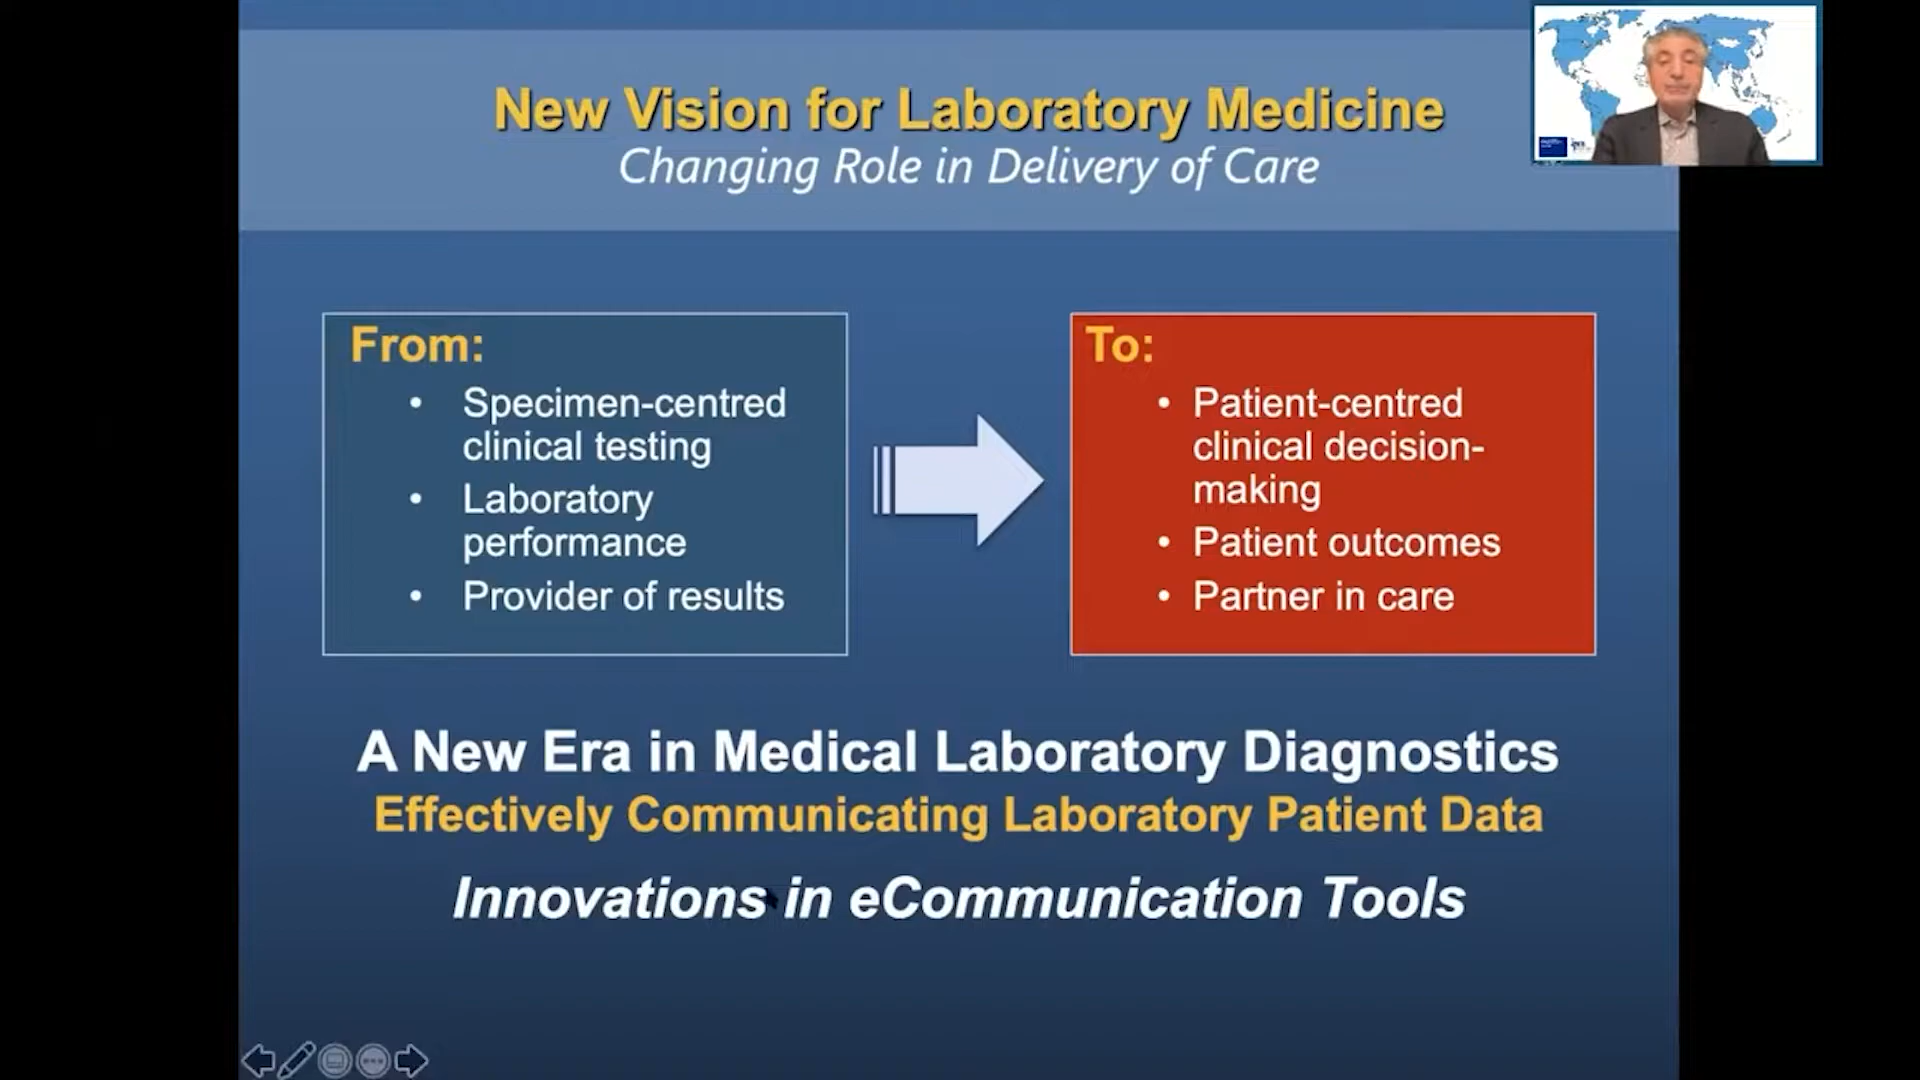 New Vision for Laboratory Medicine
Changing Role in Delivery of Care
From:
• Specimen-centred
clinical testing
• Laboratory
performance
• Provider of results
To:
• Patient-centred
clinical decision-
making
• Patient outcomes
• Partner in care
A New Era in Medical Laboratory Diagnostics
Effectively Communicating Laboratory Patient Data
Innovations in eCommunication Tools